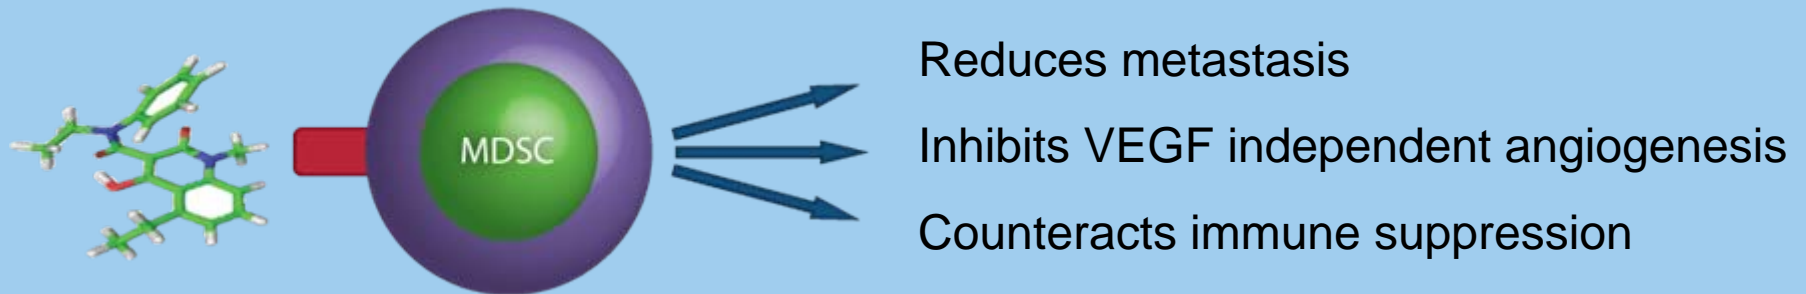 MDSC
Reduces metastasis
Inhibits VEGF independent angiogenesis
Counteracts immune suppression